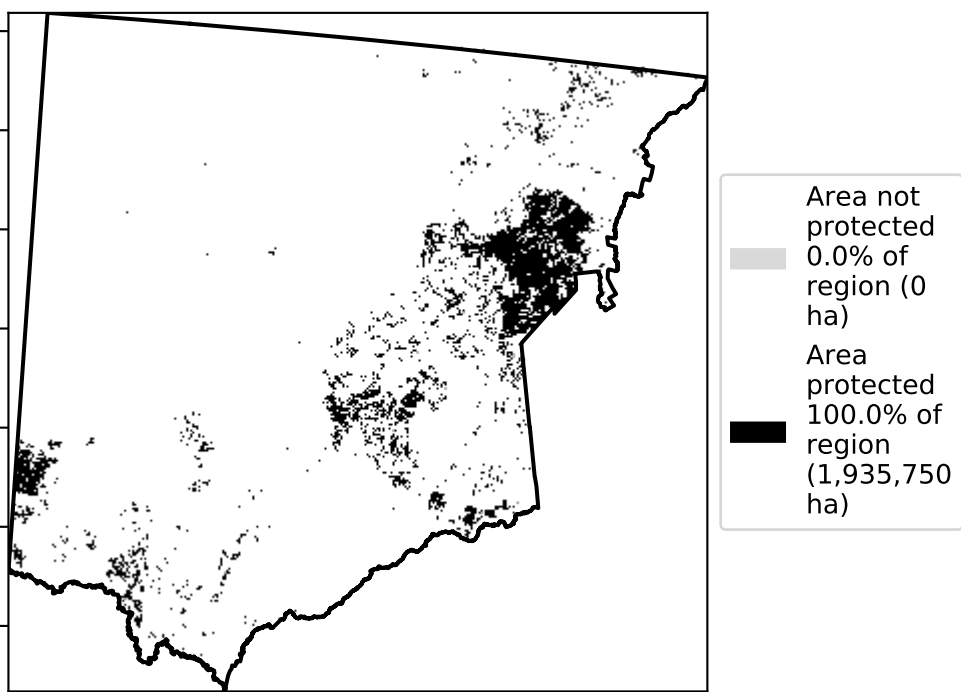 Area not
protected
0.0% of
region (0
ha)
Area
protected
100.0% of
region
(1,935,750
ha)